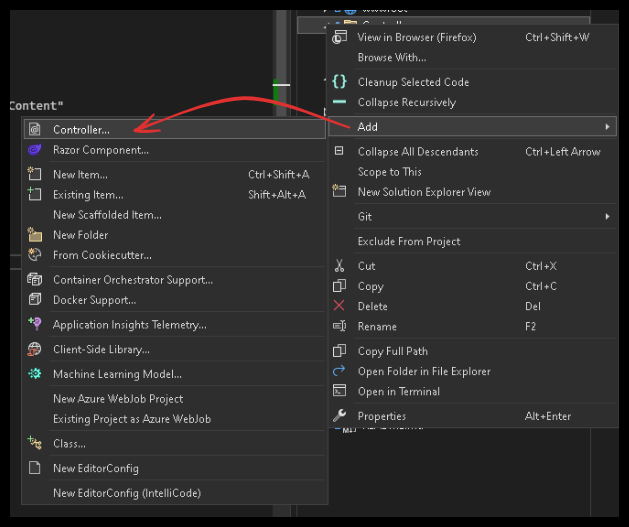 Controll
View in Browser (Firefox) Ctrl+Shift+W
Browse With...
Cleanup Selected Code
Collapse Recursively
Add
Collapse All Descendants Ctrl+Left Arrow
Scope to This
New Solution Explorer View
Git
Exclude From Project
Cut Ctrl+X
Copy Ctrl+C
Delete Del
Rename F2
Copy Full Path
Open Folder in File Explorer
Open in Terminal
Properties Alt+Enter
Content"
Controller...
Razor Component...
New Item... Ctrl+Shift+A
Existing Item... Shift+Alt+A
New Scaffolded Item...
New Folder
From Cookiecutter...
Container Orchestrator Support...
Docker Support...
Application Insights Telemetry...
Client-Side Library...
Machine Learning Model...
New Azure WebJob Project
Existing Project as Azure WebJob
Class...
New EditorConfig
New EditorConfig (IntelliCode)